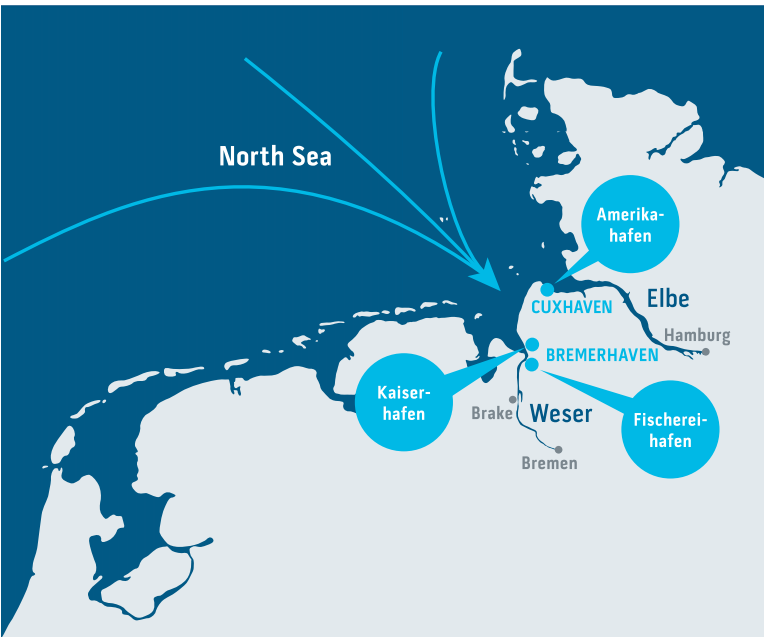 North Sea
Amerika-
hafen
CUXHAVEN
Elbe
Hamburg
BREMERHAVEN
Kaiser-
hafen
Brake
Weser
Fischerei-
hafen
Bremen